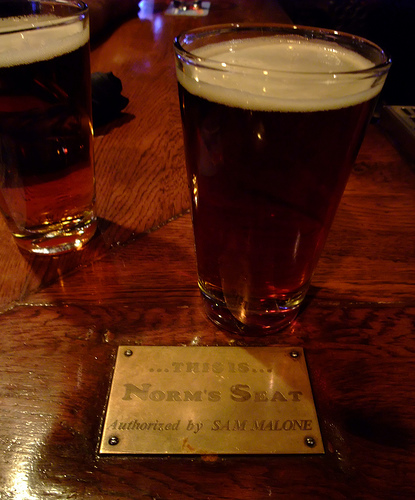 ...THIS IS...
NORM'S SEAT
Authorized by SAM MALONE